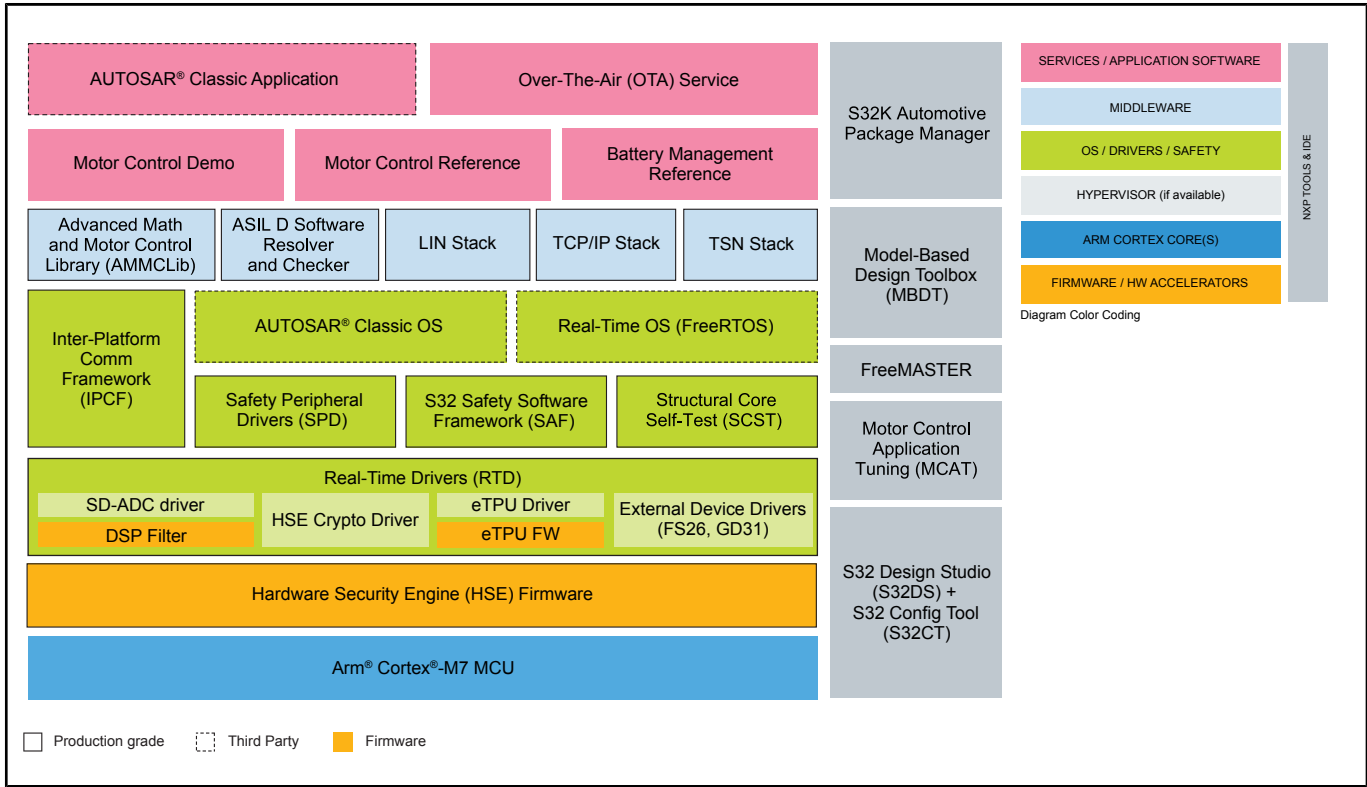 AUTOSAR® Classic Application
Over-The-Air (OTA) Service
Motor Control Demo
Motor Control Reference
Battery Management
Reference
Advanced Math
and Motor Control
Library (AMMCLib)
ASIL D Software
Resolver
and Checker
LIN Stack
TCP/IP Stack
TSN Stack
Inter-Platform
Comm
Framework
(IPCF)
AUTOSAR® Classic OS
Real-Time OS (FreeRTOS)
Safety Peripheral
Drivers (SPD)
S32 Safety Software
Framework (SAF)
Structural Core
Self-Test (SCST)
Real-Time Drivers (RTD)
SD-ADC driver
DSP Filter
HSE Crypto Driver
eTPU Driver
eTPU FW
External Device Drivers
(FS26, GD31)
Hardware Security Engine (HSE) Firmware
Arm® Cortex®-M7 MCU
S32K Automotive
Package Manager
Model-Based
Design Toolbox
(MBDT)
FreeMASTER
Motor Control
Application
Tuning (MCAT)
S32 Design Studio
(S32DS) +
S32 Config Tool
(S32CT)
SERVICES / APPLICATION SOFTWARE
MIDDLEWARE
OS / DRIVERS / SAFETY
HYPERVISOR (if available)
ARM CORTEX CORE(S)
FIRMWARE / HW ACCELERATORS
NXP TOOLS & IDE
Diagram Color Coding
Production grade
Third Party
Firmware